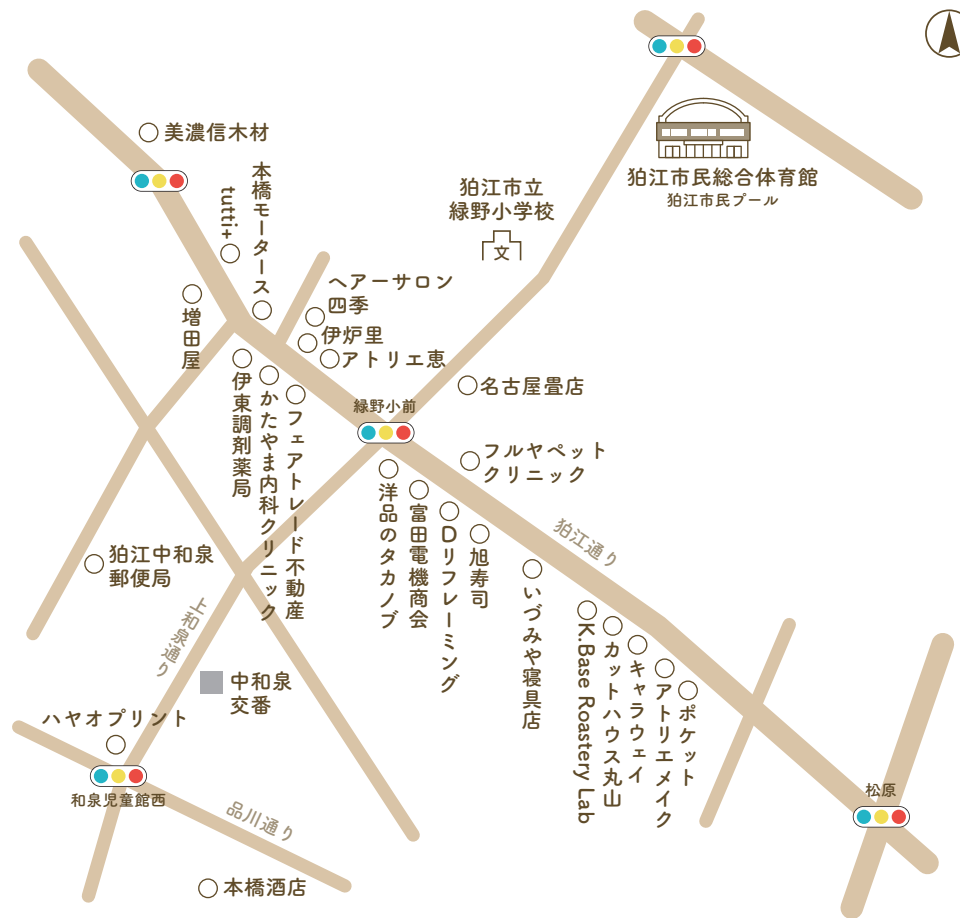 美濃信木材
本橋モータース
tutti+
狛江市立
緑野小学校
文
狛江市民総合体育館
狛江市民プール
増田屋
ヘアーサロン
四季
伊炉里
アトリエ恵
伊東調剤薬局
かたやま内科クリニック
フェアトレード不動産
緑野小前
名古屋畳店
フルヤペット
クリニック
洋品のタカノブ
富田電機商会
Dリフレーミング
旭寿司
狛江通り
いづみや寝具店
K.Base Roastery Lab
カットハウス丸山
キャラウェイ
アトリエメイク
ポケット
狛江中和泉
郵便局
上和泉通り
中和泉
交番
ハヤオプリント
和泉児童館西
品川通り
本橋酒店
松原